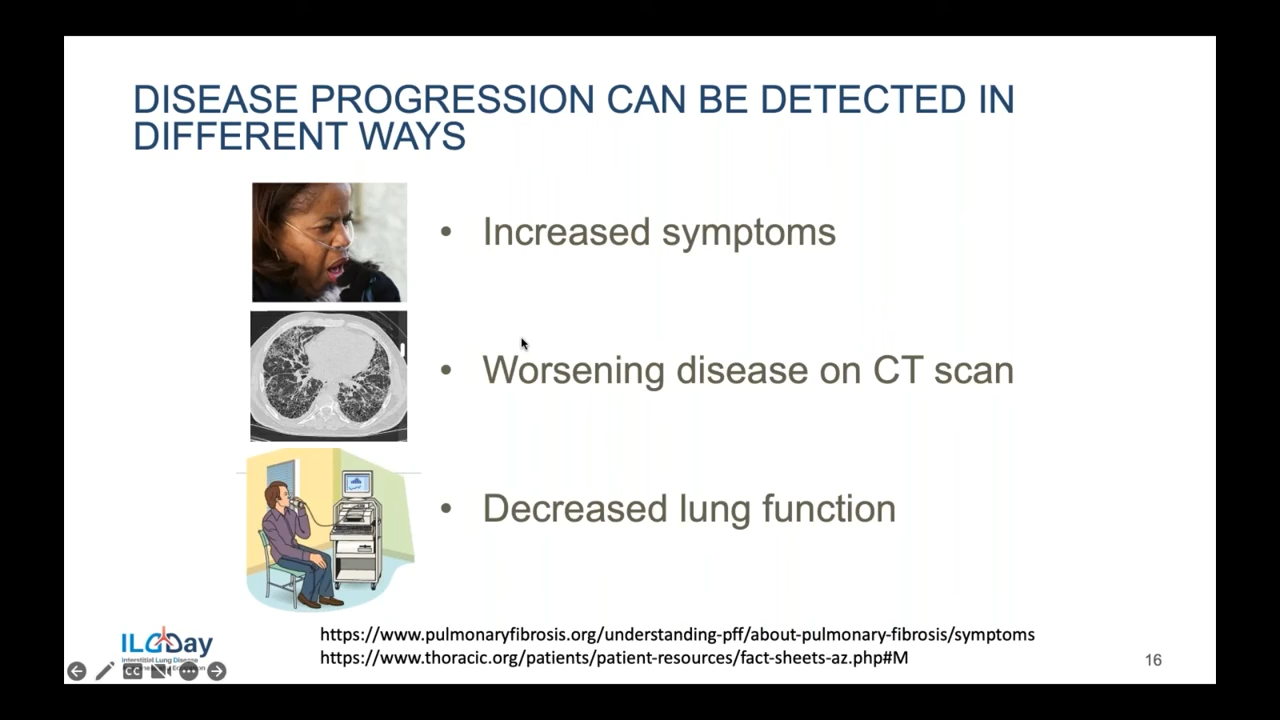 DISEASE PROGRESSION CAN BE DETECTED IN
DIFFERENT WAYS
• Increased symptoms
• Worsening disease on CT scan
• Decreased lung function
https://www.pulmonaryfibrosis.org/understanding-pff/about-pulmonary-fibrosis/symptoms
https://www.thoracic.org/patients/patient-resources/fact-sheets-az.php#M
Day
Interstitial Lung Disease
CC
16